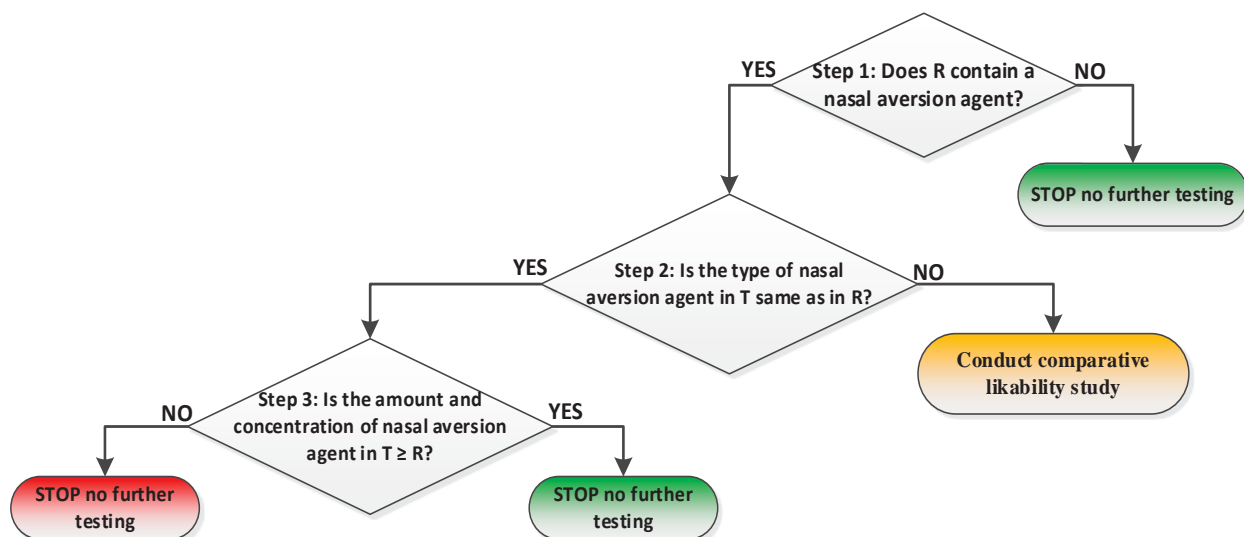 YES
Step 1: Does R contain a
nasal aversion agent?
NO
STOP no further testing
YES
Step 2: Is the type of nasal
aversion agent in T same as in R?
NO
Conduct comparative
likability study
NO
Step 3: Is the amount and
concentration of nasal aversion
agent in T ≥ R?
YES
STOP no further
testing
STOP no further
testing